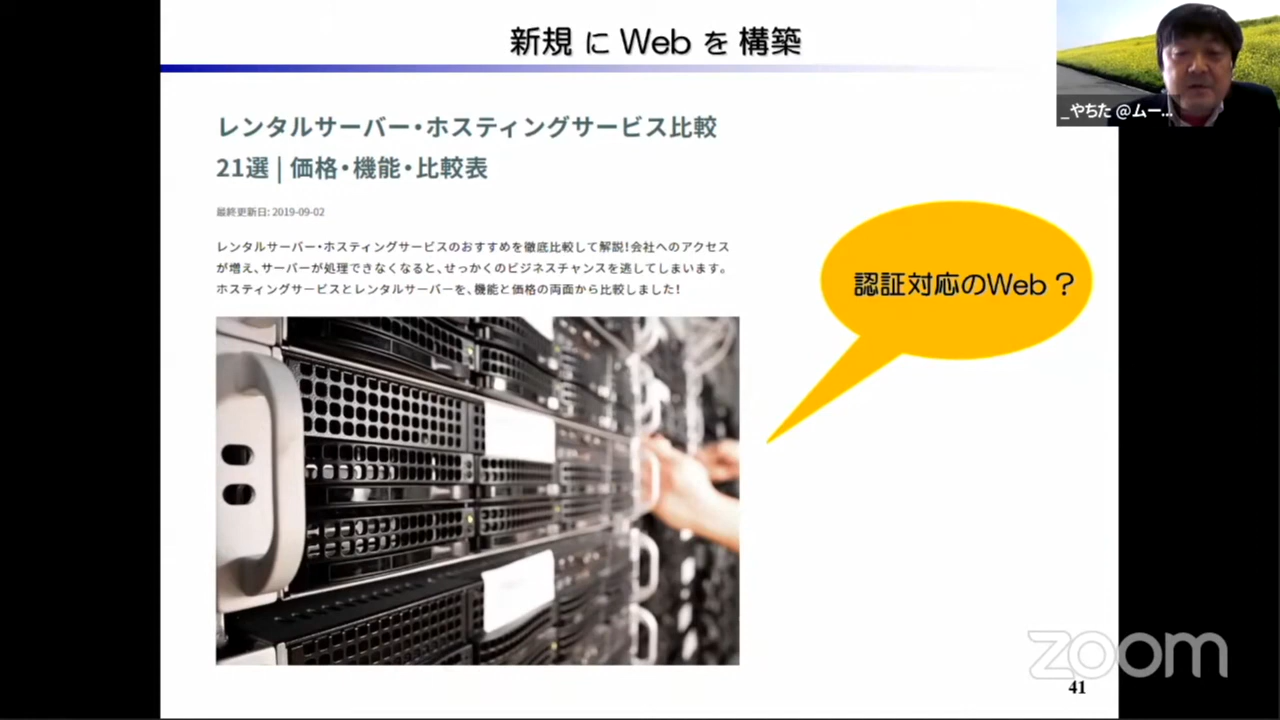 新規 に Web を 構築
_やちた @ムー...
レンタルサーバー・ホスティングサービス比較
21選 | 価格・機能・比較表
最終更新日: 2019-09-02
レンタルサーバー・ホスティングサービスのおすすめを徹底比較して解説!会社へのアクセス
が増え、サーバーが処理できなくなると、せっかくのビジネスチャンスを逃してしまいます。
ホスティングサービスとレンタルサーバーを、機能と価格の両面から比較しました!
認証対応のWeb？
zoom
41